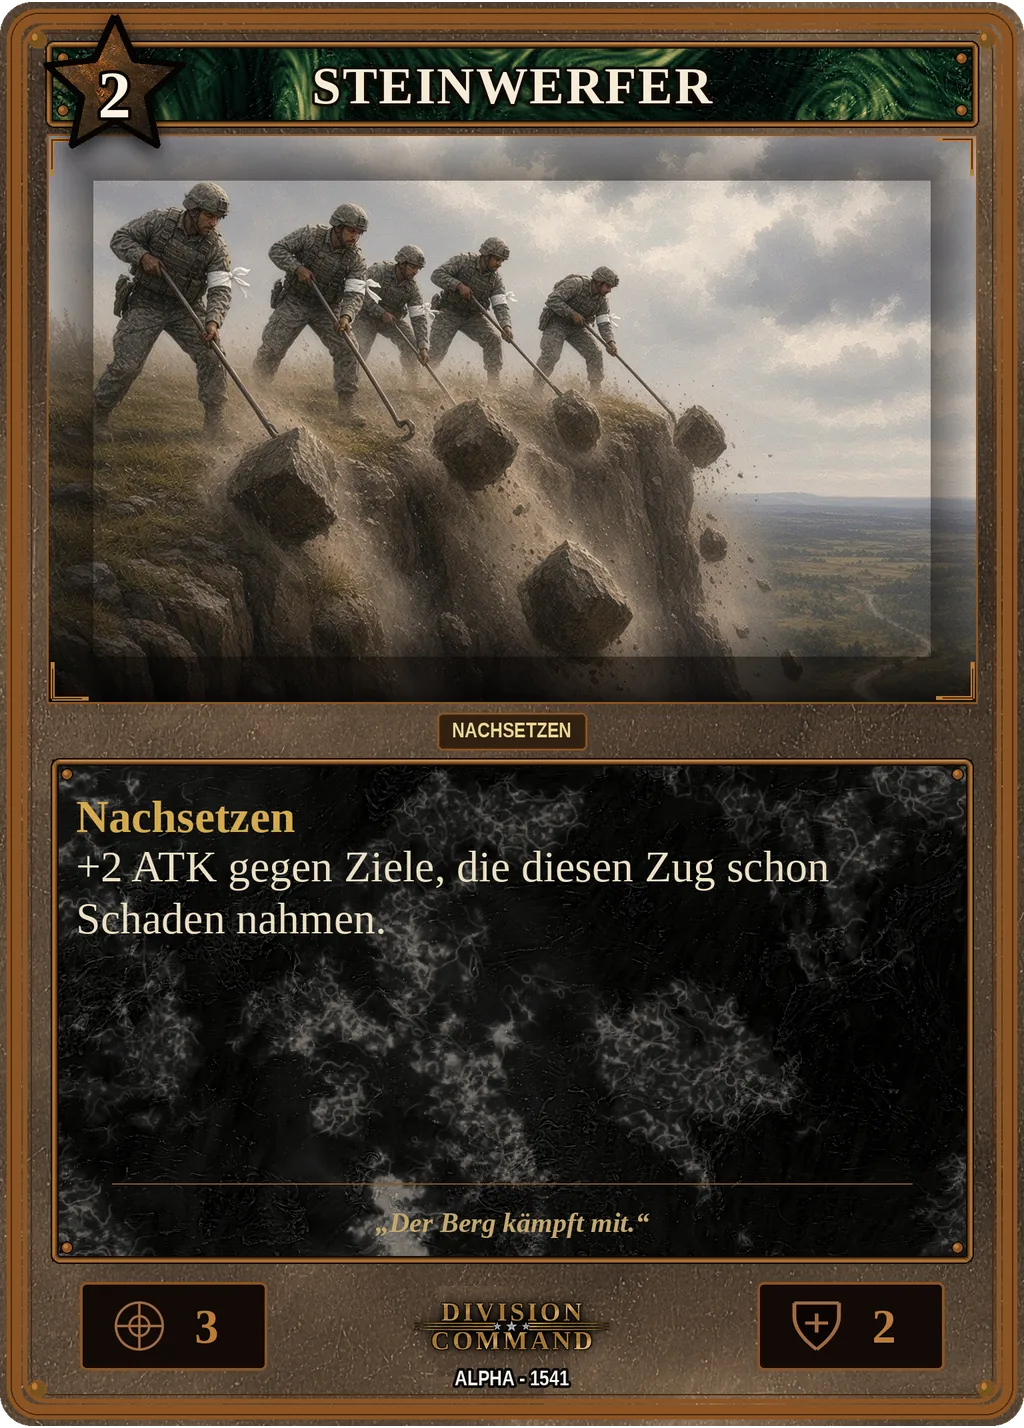 2
STEINWERFER
NACHSETZEN
Nachsetzen
+2 ATK gegen Ziele, die diesen Zug schon
Schaden nahmen.
„Der Berg kämpft mit.“
3
DIVISION
COMMAND
2
ALPHA - 1541